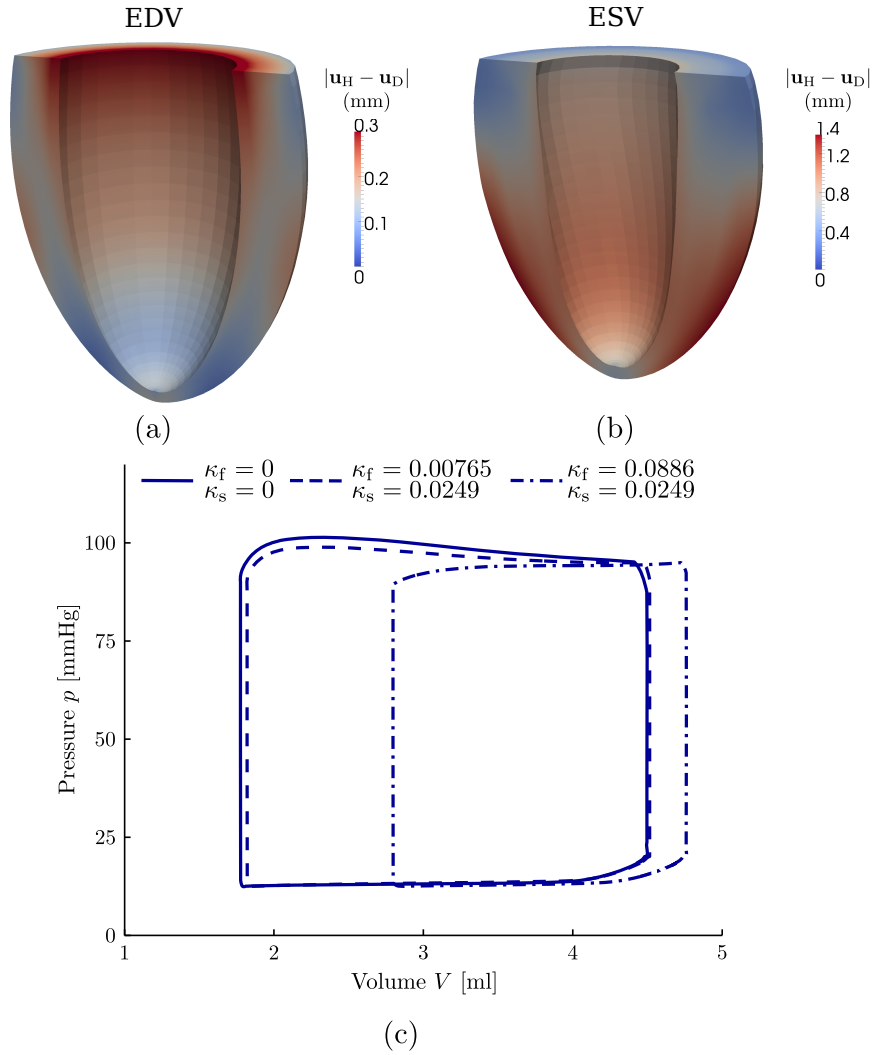 EDV
ESV
|u_H − u_D|
(mm)
0.3
0.2
0.1
0
|u_H − u_D|
(mm)
1.4
1.2
0.8
0.4
0
(a)
(b)
κ_f = 0
κ_s = 0
κ_f = 0.00765
κ_s = 0.0249
κ_f = 0.0886
κ_s = 0.0249
100
75
50
25
0
Pressure p [mmHg]
1 2 3 4 5
Volume V [ml]
(c)